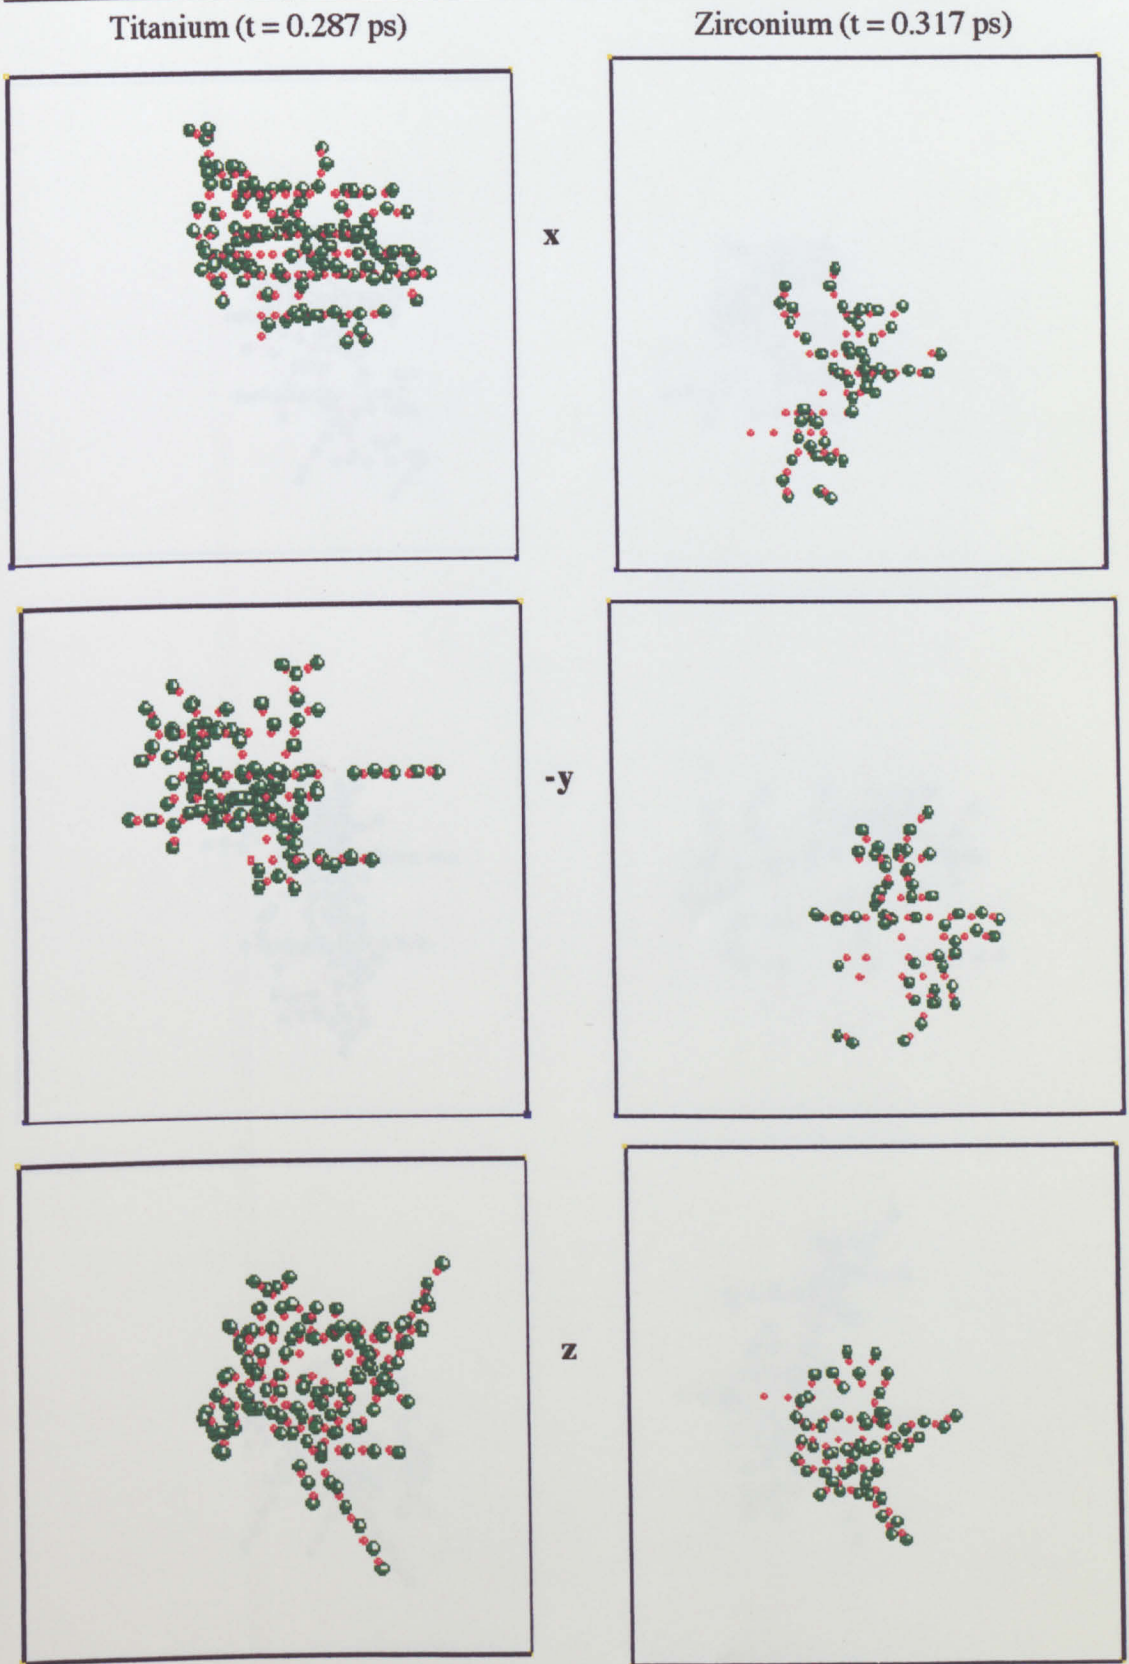 Titanium (t = 0.287 ps)
Zirconium (t = 0.317 ps)
x
-y
z